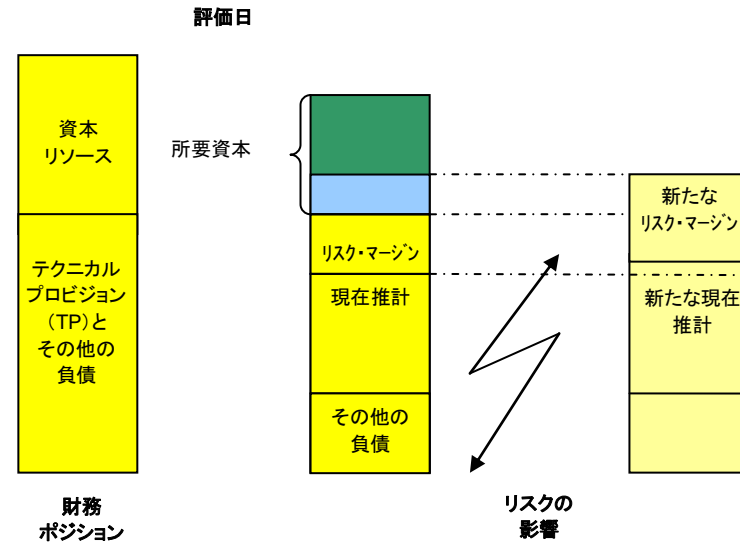 評価日
資本
リソース
テクニカル
プロビジョン
(TP)と
その他の
負債
財務
ポジション
所要資本
リスク・マージン
現在推計
その他の
負債
リスクの
影響
新たな
リスク・マージン
新たな現在
推計